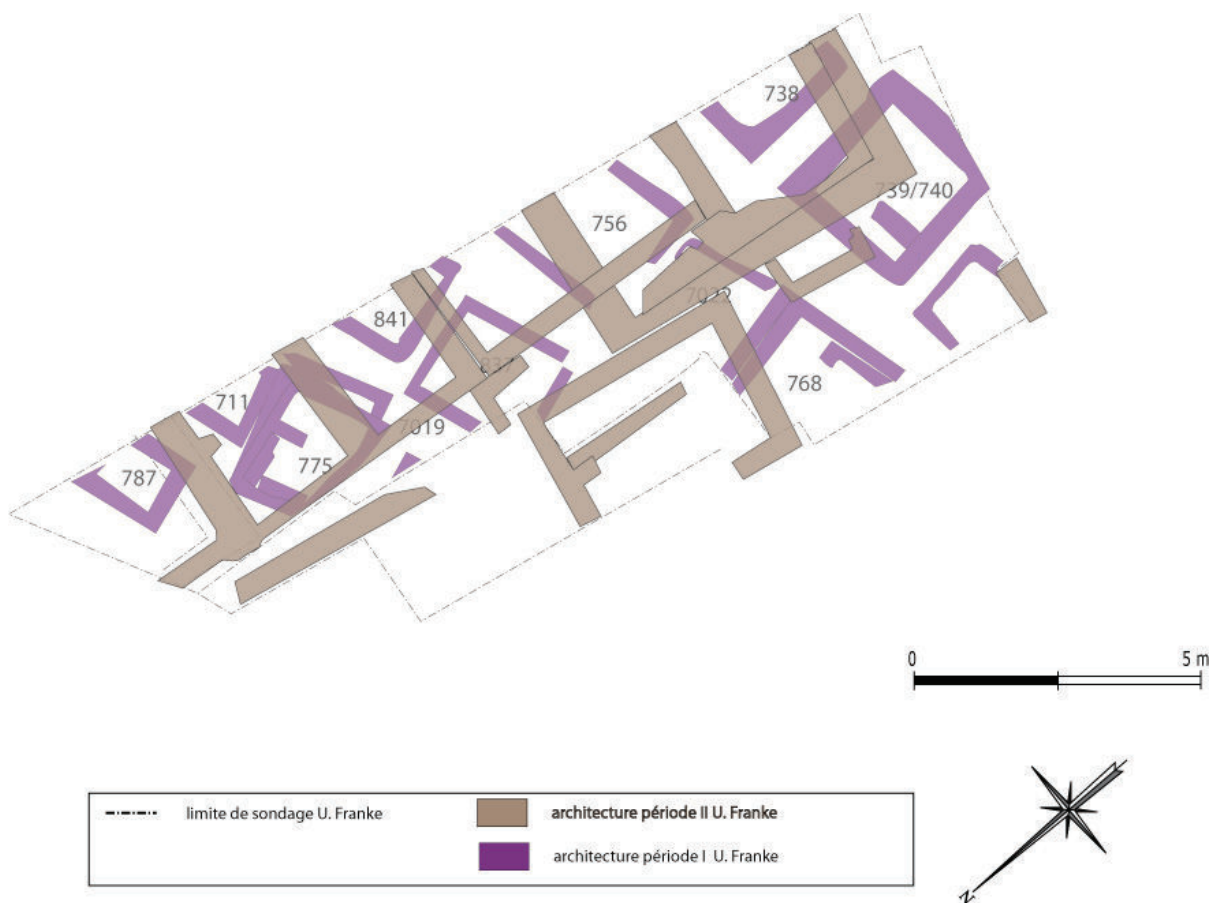 738
739/740
756
7022
841
837
768
711
7019
775
787
0 5 m
limite de sondage U. Franke
architecture période II U. Franke
architecture période I U. Franke
N